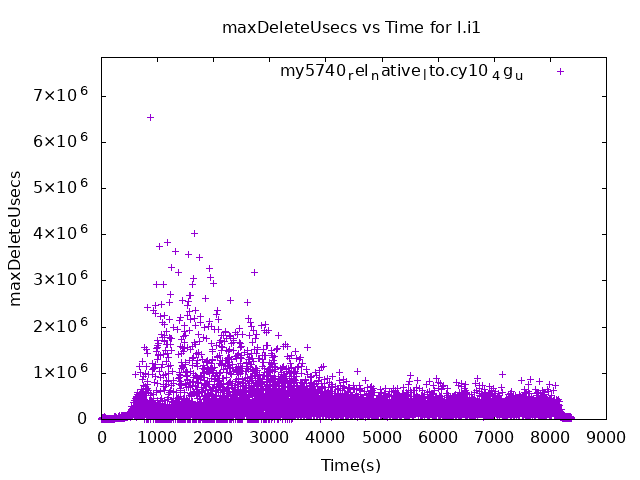 maxDeleteUsecs vs Time for l.i1
my5740relnativelto.cy104gu
7×10^6
6×10^6
5×10^6
4×10^6
3×10^6
2×10^6
1×10^6
0
maxDeleteUsecs
0 1000 2000 3000 4000 5000 6000 7000 8000 9000
Time(s)